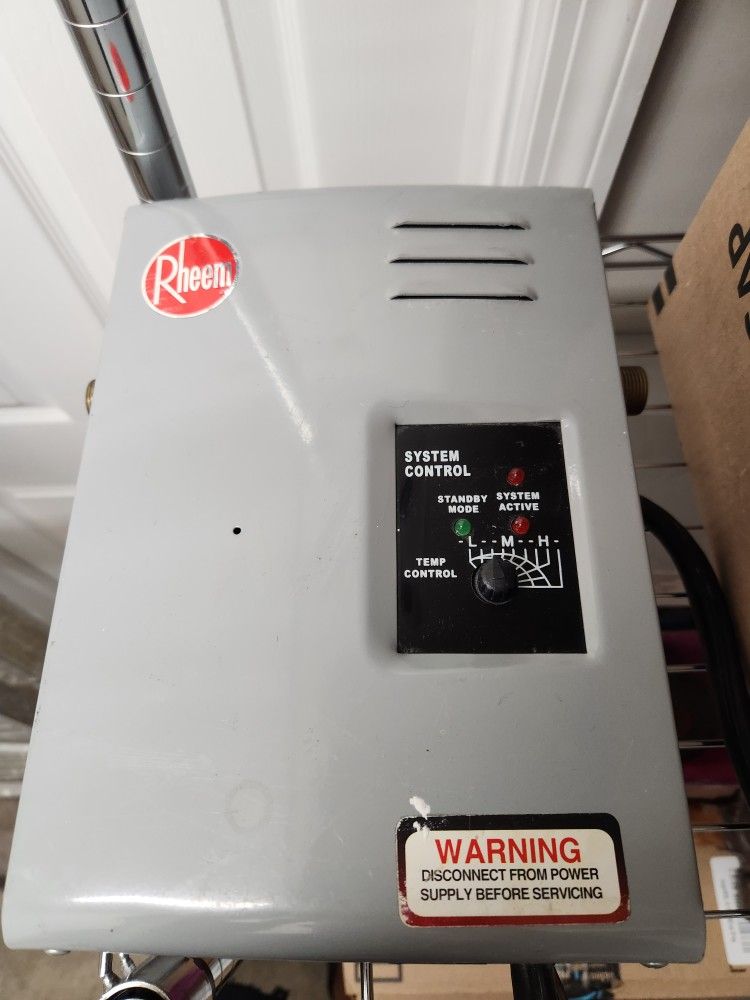 Rheem
SYSTEM
CONTROL
STANDBY
MODE
SYSTEM
ACTIVE
-L--M--H-
TEMP
CONTROL
WARNING
DISCONNECT FROM POWER
SUPPLY BEFORE SERVICING